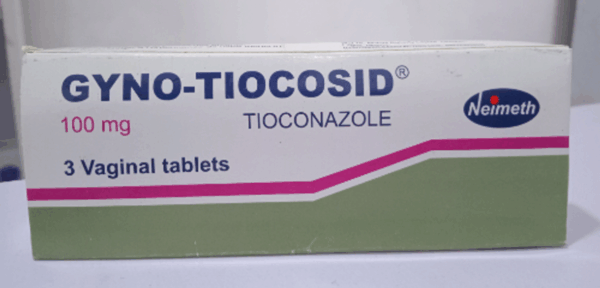 GYNO-TIOCOSID®
100 mg
TIOCONAZOLE
Neimeth
3 Vaginal tablets